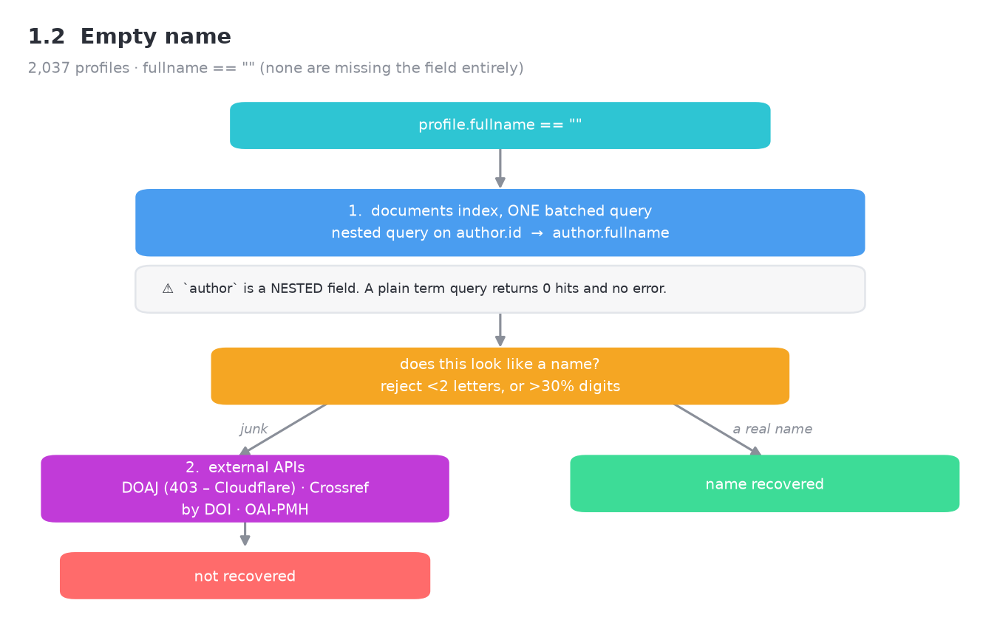 1.2  Empty name
2,037 profiles · fullname == "" (none are missing the field entirely)
profile.fullname == ""
1.  documents index, ONE batched query
nested query on author.id  →  author.fullname
⚠  `author` is a NESTED field. A plain term query returns 0 hits and no error.
does this look like a name?
reject <2 letters, or >30% digits
junk
a real name
2.  external APIs
DOAJ (403 – Cloudflare) · Crossref
by DOI · OAI-PMH
name recovered
not recovered